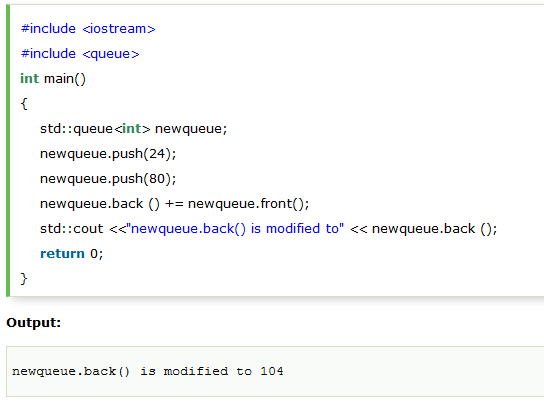 #include <iostream>
#include <queue>
int main()
{
std::queue<int> newqueue;
newqueue.push(24);
newqueue.push(80);
newqueue.back () += newqueue.front();
std::cout <<"newqueue.back() is modified to" << newqueue.back ();
return 0;
}
Output:
newqueue.back() is modified to 104